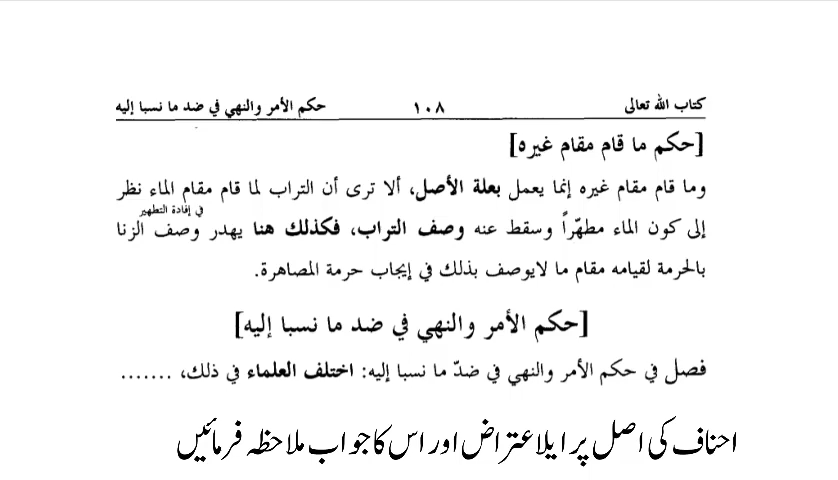 كتاب الله تعالى ١٠٨ حكم الأمر والنهي في ضد ما نسبا إليه
[حكم ما قام مقام غيره]
وما قام مقام غيره إنما يعمل بعلة الأصل، ألا ترى أن التراب لما قام مقام الماء نظر
في إفادة التطهير
إلى كون الماء مطهّراً وسقط عنه وصف التراب، فكذلك هنا يهدر وصف الزنا
بالحرمة لقيامه مقام ما لايوصف بذلك في إيجاب حرمة المصاهرة.
[حكم الأمر والنهي في ضد ما نسبا إليه]
فصل في حكم الأمر والنهي في ضدّ ما نسبا إليه: اختلف العلماء في ذلك، .......
احناف کی اصل پر ایلاعتراض اور اس کا جواب ملاحظہ فرمائیں